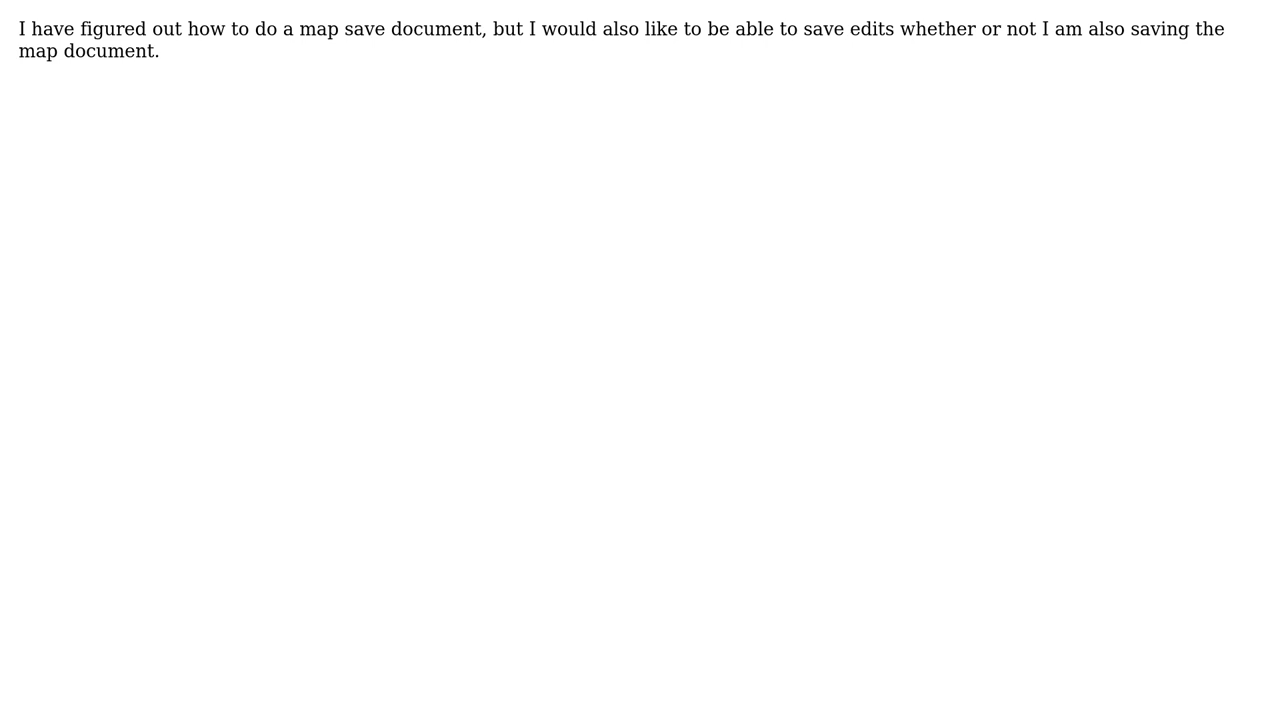 I have figured out how to do a map save document, but I would also like to be able to save edits whether or not I am also saving the
map document.